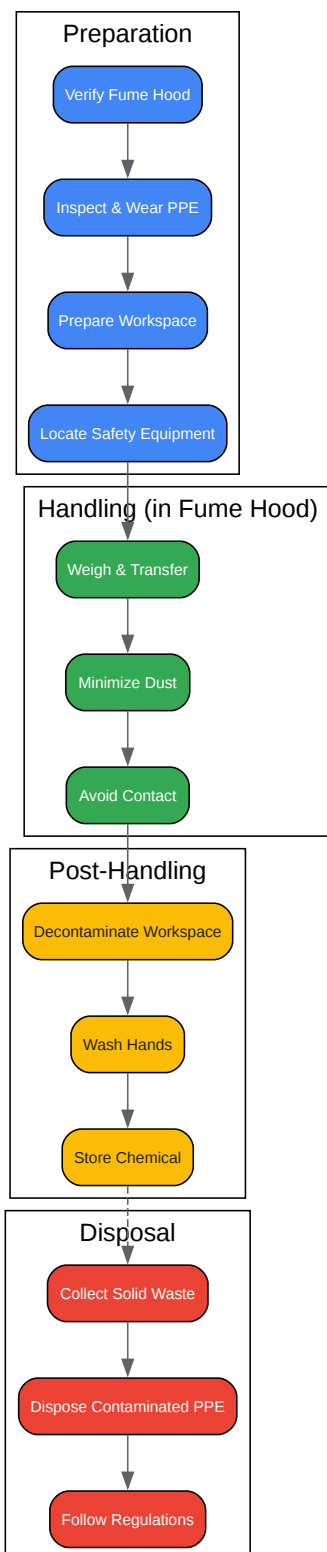 Preparation
Verify Fume Hood
Inspect & Wear PPE
Prepare Workspace
Locate Safety Equipment
Handling (in Fume Hood)
Weigh & Transfer
Minimize Dust
Avoid Contact
Post-Handling
Decontaminate Workspace
Wash Hands
Store Chemical
Disposal
Collect Solid Waste
Dispose Contaminated PPE
Follow Regulations